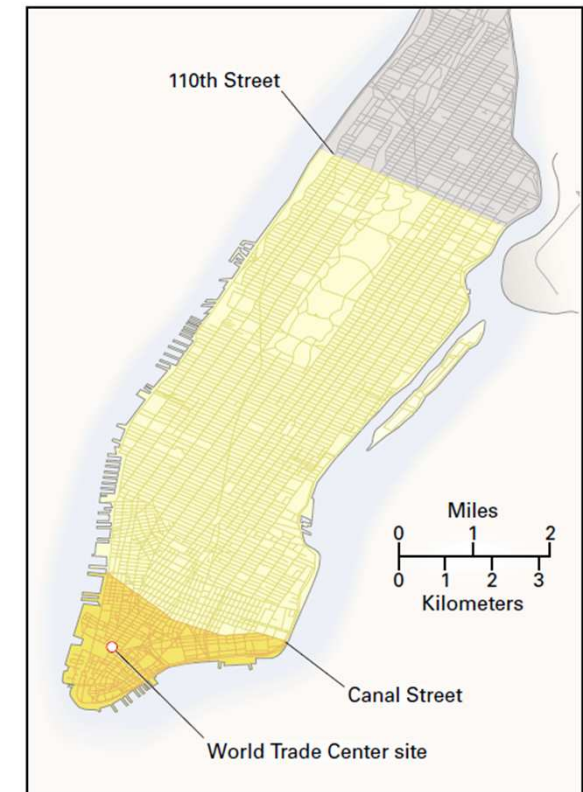 110th Street
Miles
0 1 2
0 1 2 3
Kilometers
Canal Street
World Trade Center site